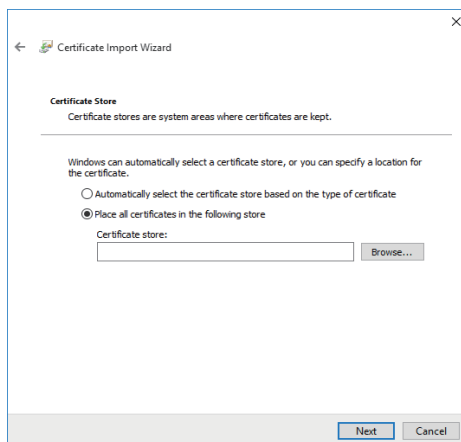 Certificate Import Wizard
Certificate Store
Certificate stores are system areas where certificates are kept.
Windows can automatically select a certificate store, or you can specify a location for
the certificate.
Automatically select the certificate store based on the type of certificate
Place all certificates in the following store
Certificate store:
Browse...
Next Cancel